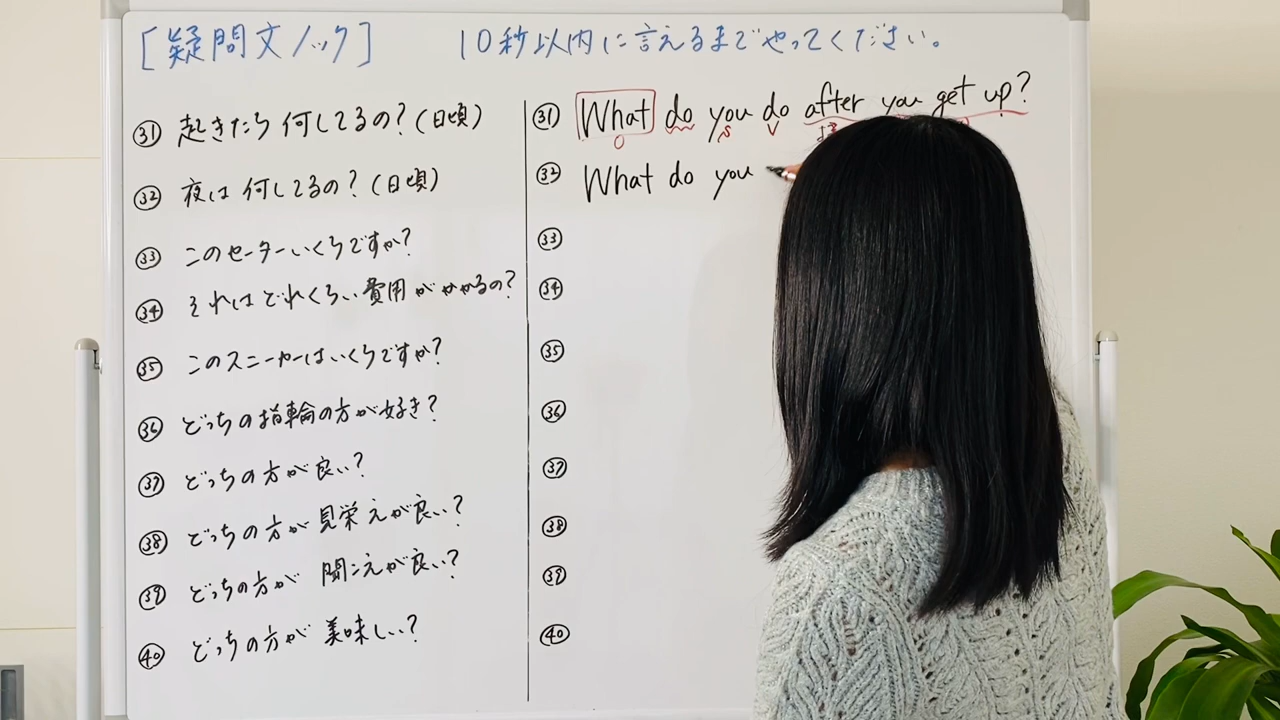 [疑問文ノック] 10秒以内に言えるまでやってください。
㉛ 起きたら何してるの?(日頃)
㉜ 夜は何してるの?(日頃)
㉝ このセーターいくらですか?
㉞ それはどれくらい費用がかかるの?
㉟ このスニーカーはいくらですか?
㊱ どっちの指輪の方が好き?
㊲ どっちの方が良い?
㊳ どっちの方が見栄えが良い?
㊴ どっちの方が聞こえが良い?
㊵ どっちの方が美味しい?
㉛ What do you do after you get up?
O S V
㉜ What do you
㉝
㉞
㉟
㊱
㊲
㊳
㊴
㊵